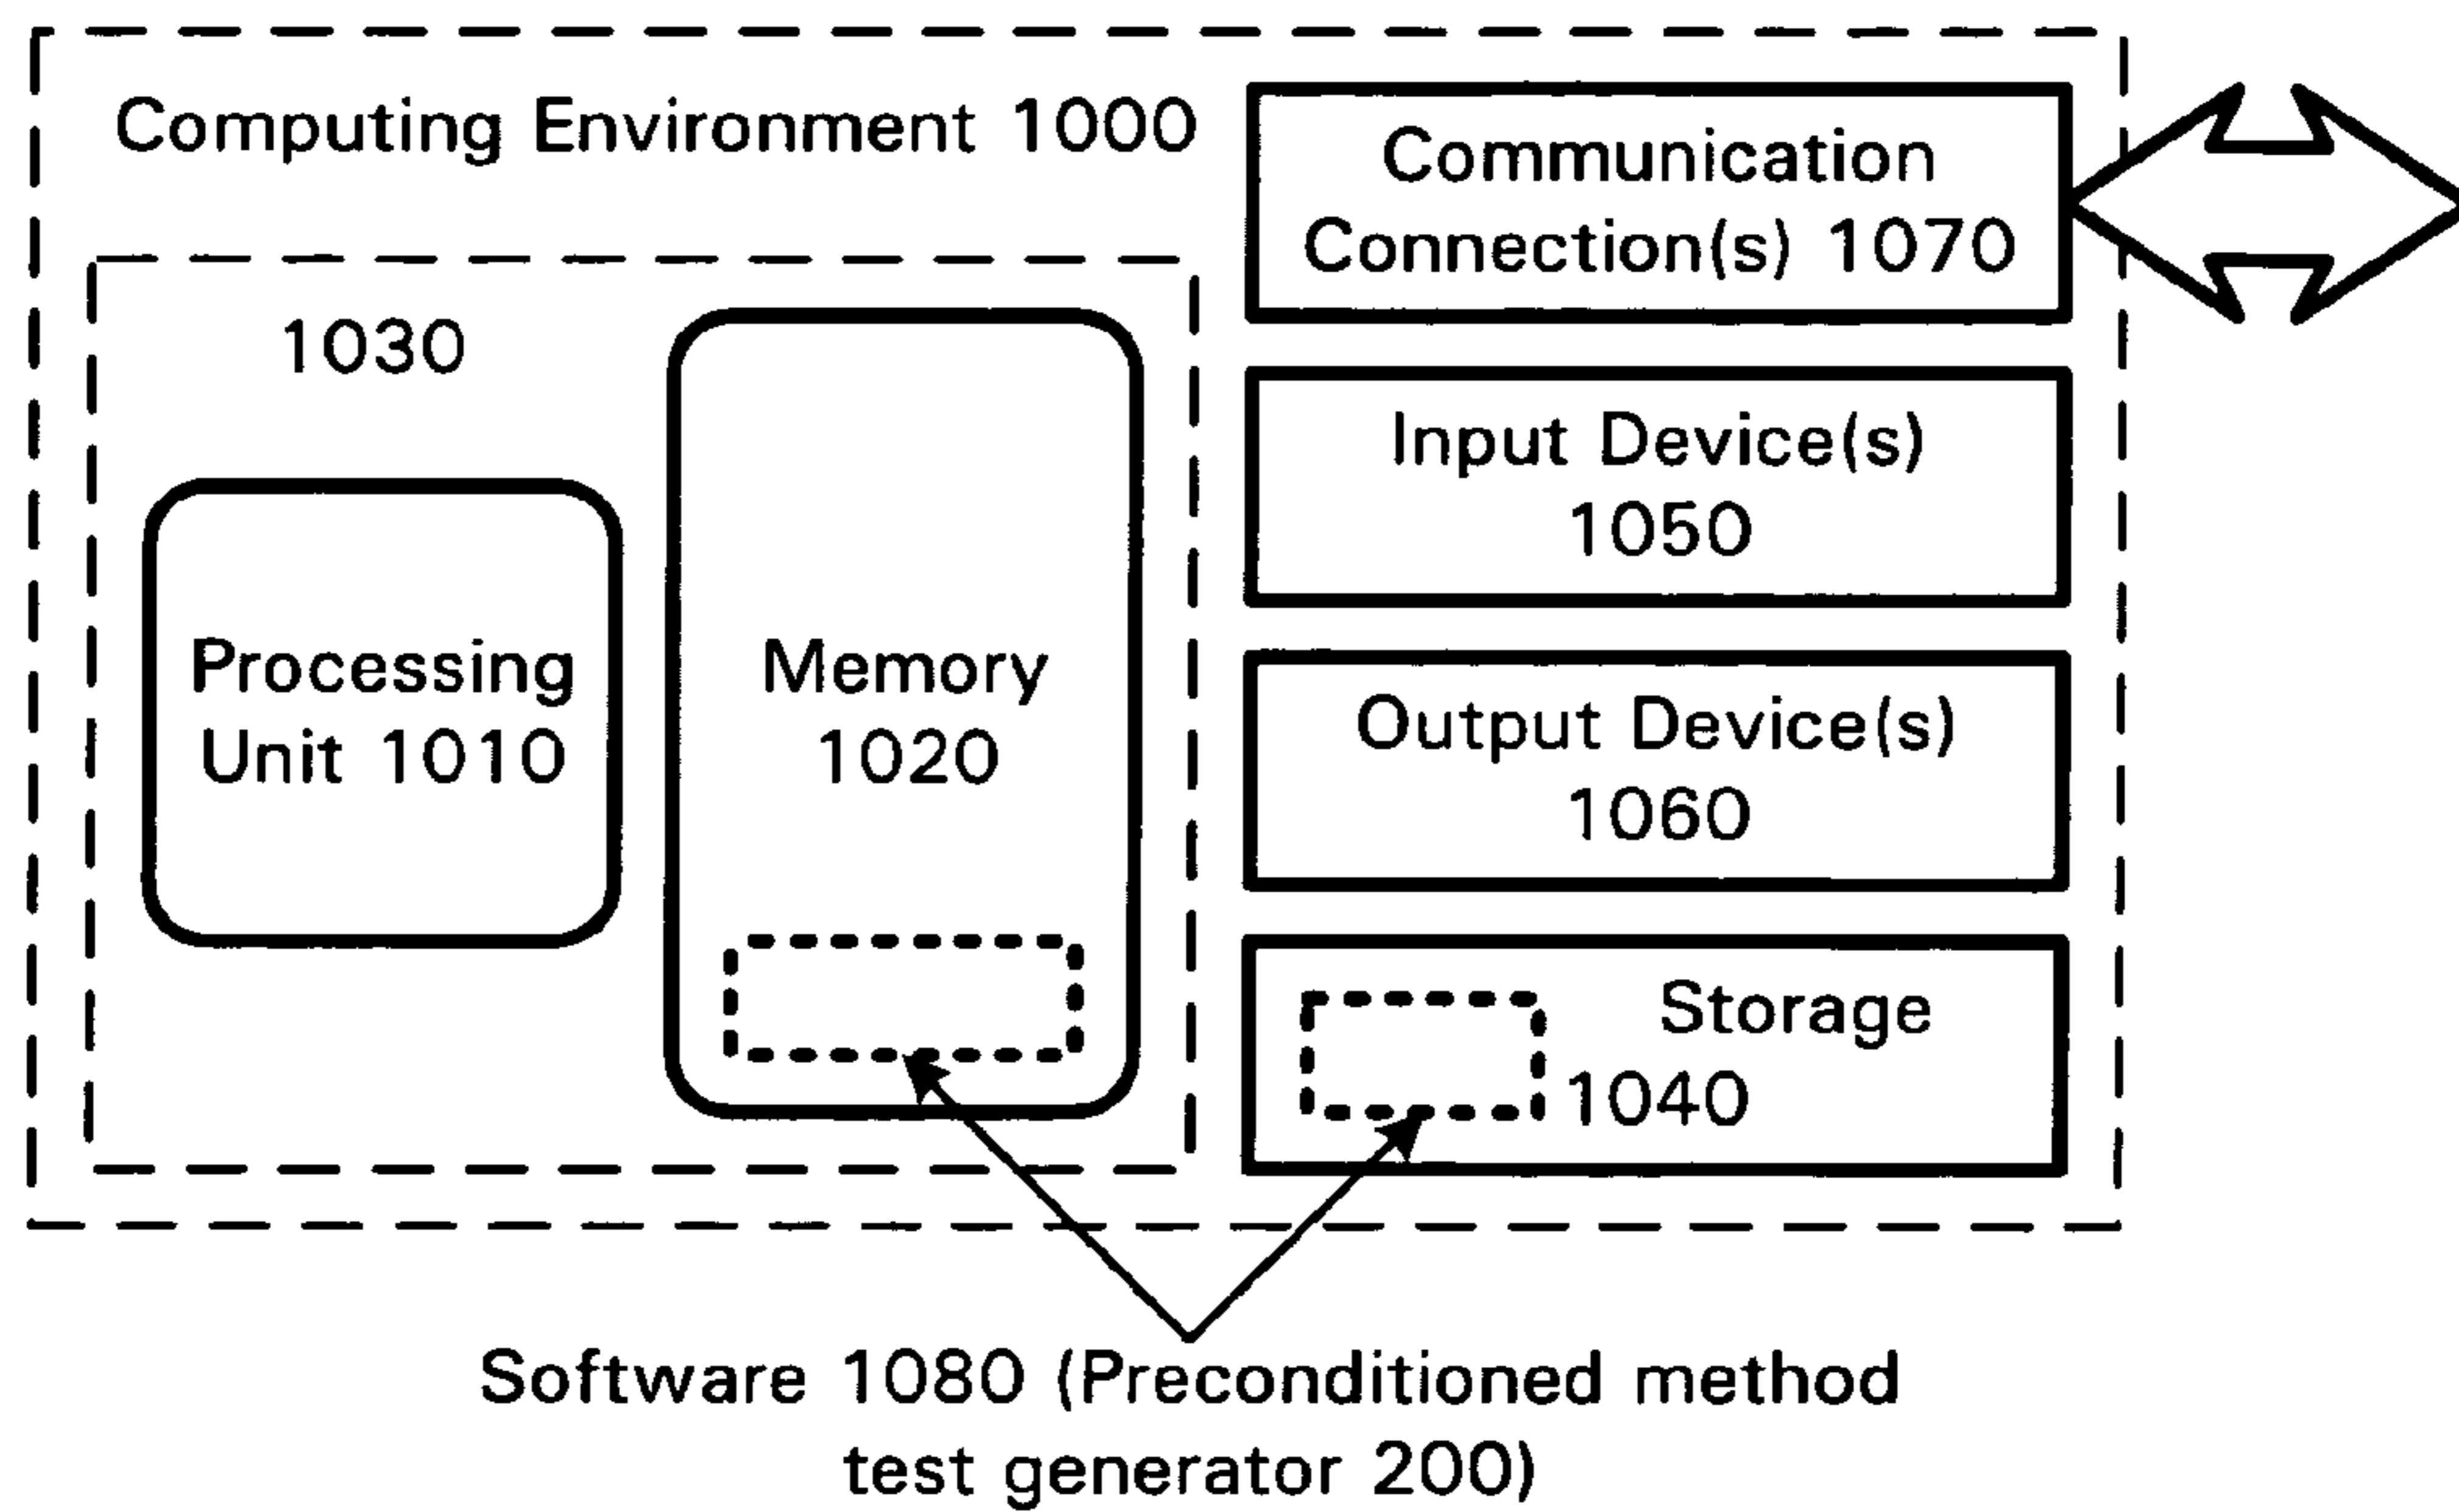 Computing Environment 1000
Communication
Connection(s) 1070
1030
Input Device(s)
1050
Processing
Unit 1010
Memory
1020
Output Device(s)
1060
Storage
1040
Software 1080 (Preconditioned method
test generator 200)